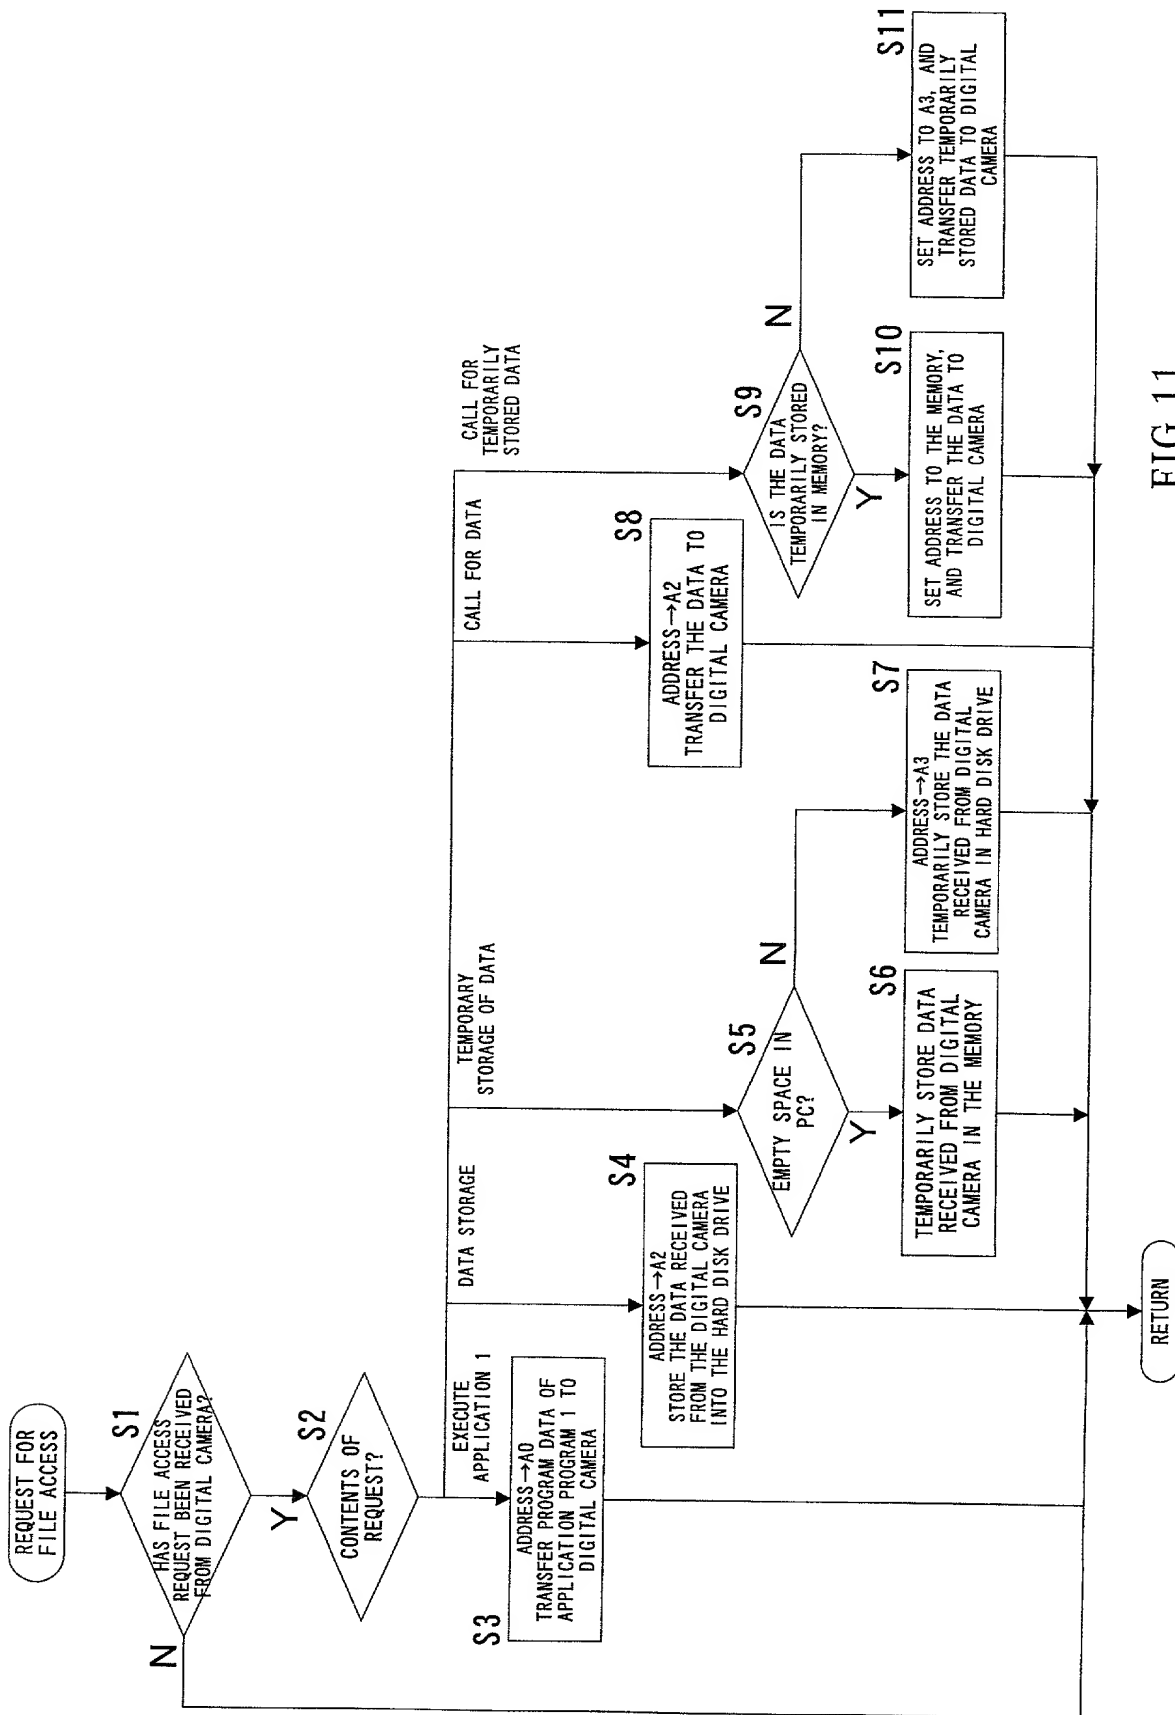 REQUEST FOR
FILE ACCESS
S1
HAS FILE ACCESS
REQUEST BEEN RECEIVED
FROM DIGITAL CAMERA?
N
Y
S2
CONTENTS OF
REQUEST?
EXECUTE
APPLICATION 1
DATA STORAGE
TEMPORARY
STORAGE OF DATA
CALL FOR DATA
CALL FOR
TEMPORARILY
STORED DATA
S3
ADDRESS→A0
TRANSFER PROGRAM DATA OF
APPLICATION PROGRAM 1 TO
DIGITAL CAMERA
S4
ADDRESS→A2
STORE THE DATA RECEIVED
FROM THE DIGITAL CAMERA
INTO THE HARD DISK DRIVE
S5
EMPTY SPACE IN
PC?
N
Y
S6
TEMPORARILY STORE DATA
RECEIVED FROM DIGITAL
CAMERA IN THE MEMORY
S7
ADDRESS→A3
TEMPORARILY STORE THE DATA
RECEIVED FROM DIGITAL
CAMERA IN HARD DISK DRIVE
S8
ADDRESS→A2
TRANSFER THE DATA TO
DIGITAL CAMERA
S9
IS THE DATA
TEMPORARILY STORED
IN MEMORY?
N
Y
S10
SET ADDRESS TO THE MEMORY,
AND TRANSFER THE DATA TO
DIGITAL CAMERA
S11
SET ADDRESS TO A3, AND
TRANSFER TEMPORARILY
STORED DATA TO DIGITAL
CAMERA
RETURN
FIG.11